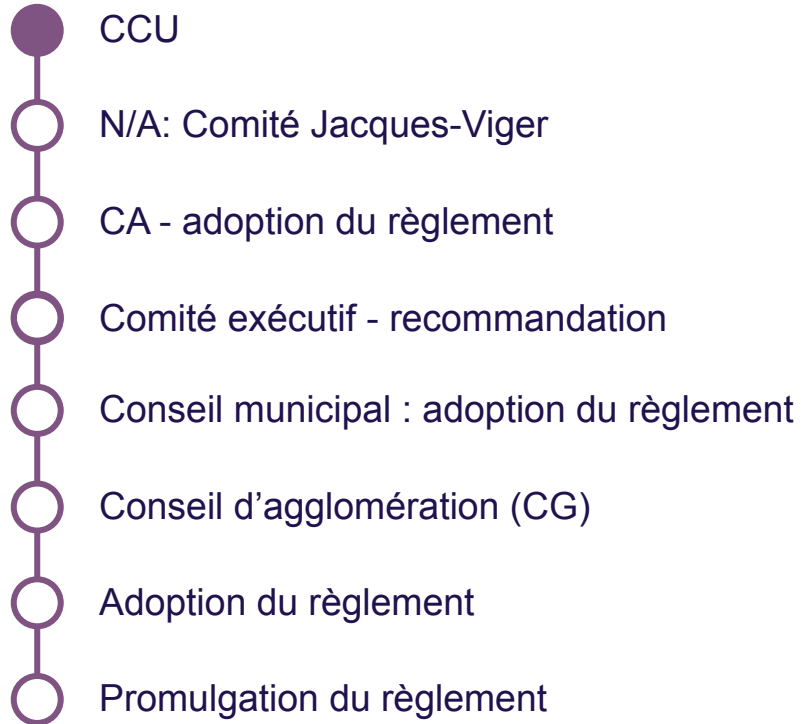 CCU
N/A: Comité Jacques-Viger
CA - adoption du règlement
Comité exécutif - recommandation
Conseil municipal : adoption du règlement
Conseil d’agglomération (CG)
Adoption du règlement
Promulgation du règlement